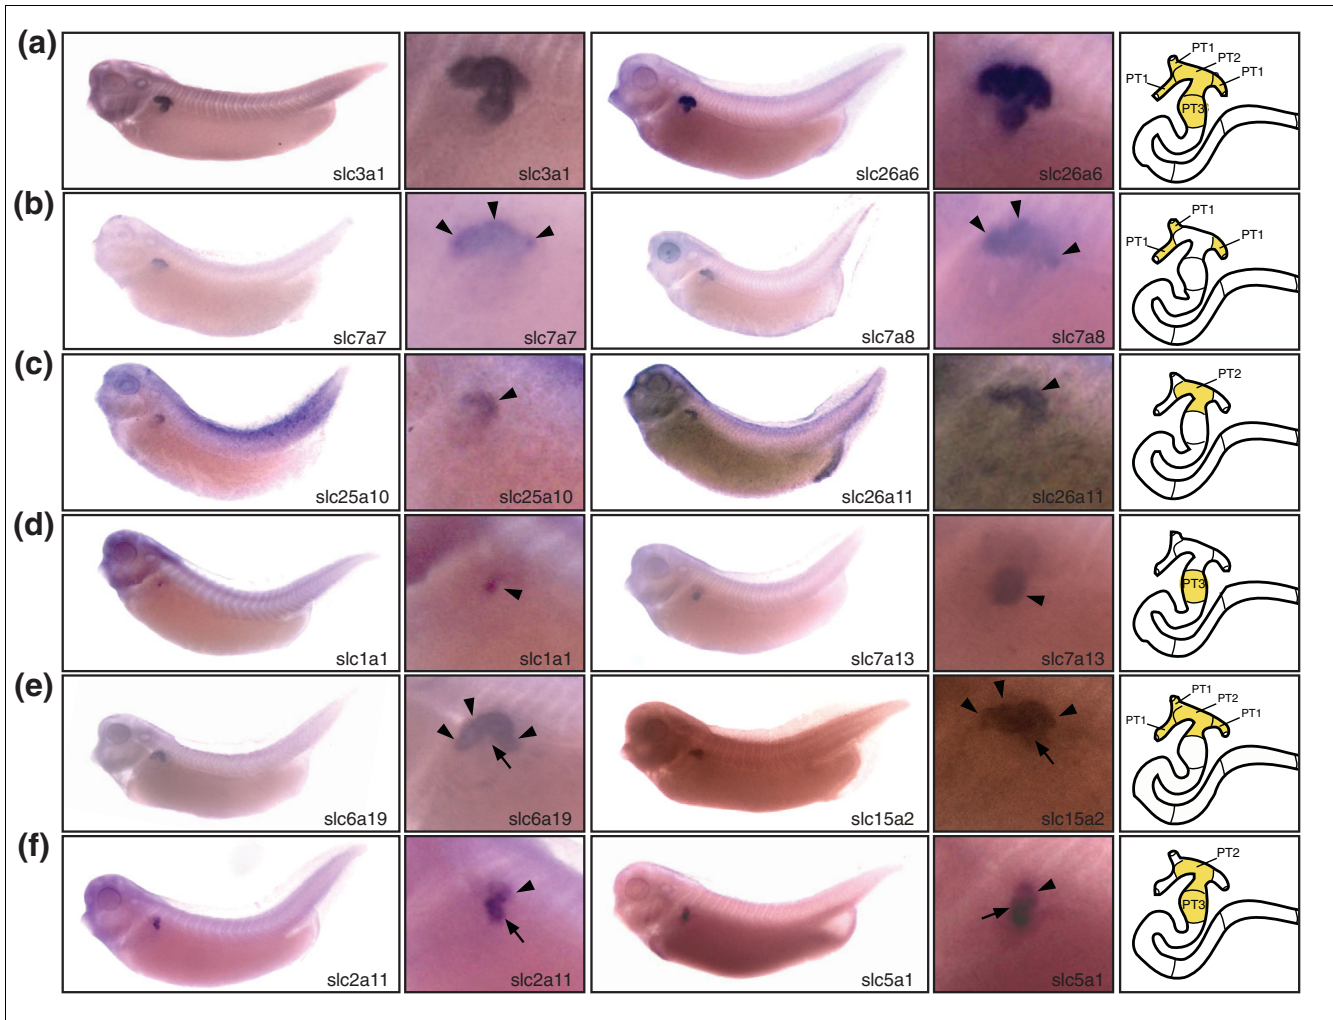 (a)
slc3a1
slc3a1
slc26a6
slc26a6
PT1
PT2
PT1
PT1
PT3
(b)
slc7a7
slc7a7
slc7a8
slc7a8
PT1
PT1
PT1
(c)
slc25a10
slc25a10
slc26a11
slc26a11
PT2
(d)
slc1a1
slc1a1
slc7a13
slc7a13
PT3
(e)
slc6a19
slc6a19
slc15a2
slc15a2
PT1
PT2
PT1
PT1
(f)
slc2a11
slc2a11
slc5a1
slc5a1
PT2
PT3